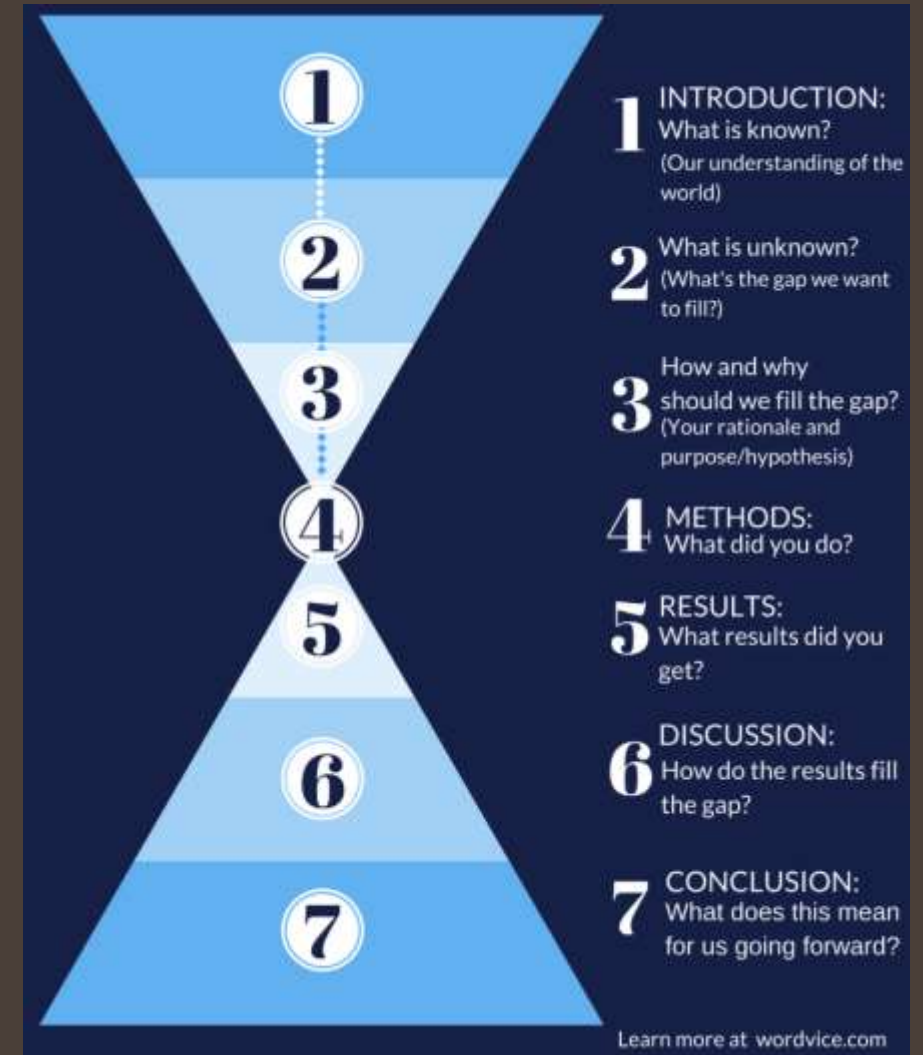 1
2
3
4
5
6
7
1 INTRODUCTION:
What is known?
(Our understanding of the
world)
2 What is unknown?
(What's the gap we want
to fill?)
3 How and why
should we fill the gap?
(Your rationale and
purpose/hypothesis)
4 METHODS:
What did you do?
5 RESULTS:
What results did you
get?
6 DISCUSSION:
How do the results fill
the gap?
7 CONCLUSION:
What does this mean
for us going forward?
Learn more at wordvice.com